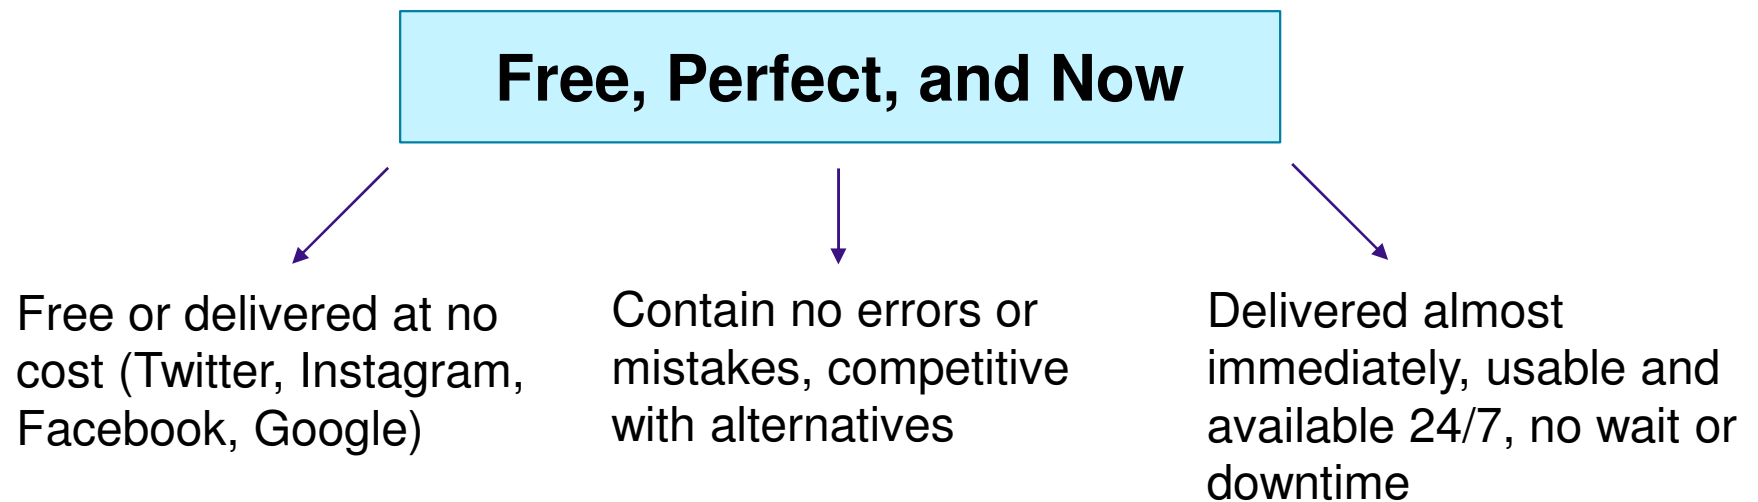 Free, Perfect, and Now
Free or delivered at no
cost (Twitter, Instagram,
Facebook, Google)
Contain no errors or
mistakes, competitive
with alternatives
Delivered almost
immediately, usable and
available 24/7, no wait or
downtime